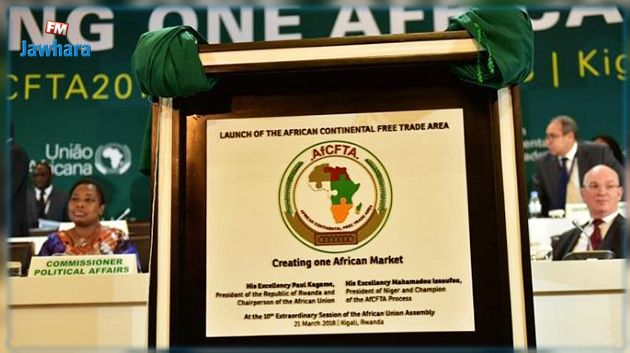 FM
Jawhara
NG ONE AFRICA
CFTA20
Kig
União
ricana
LAUNCH OF THE AFRICAN CONTINENTAL FREE TRADE AREA
AfCFTA
AFRICAN CONTINENTAL FREE TRADE AREA
Creating one African Market
His Excellency Paul Kagame,
President of the Republic of Rwanda and
Chairperson of the African Union
His Excellency Mahamadou Issoufou,
President of Niger and Champion
of the AfCFTA Process
At the 10th Extraordinary Session of the African Union Assembly
21 March 2018 | Kigali, Rwanda
COMMISSIONER
POLITICAL AFFAIRS